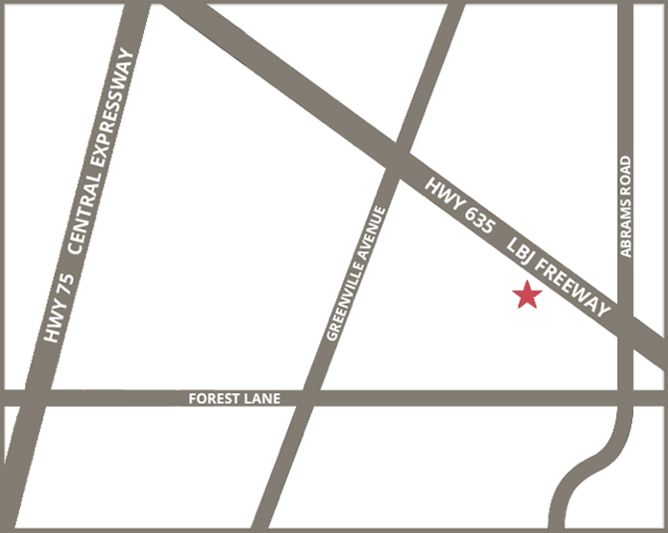 HWY 75 CENTRAL EXPRESSWAY
HWY 635 LBJ FREEWAY
ABRAMS ROAD
GREENVILLE AVENUE
FOREST LANE